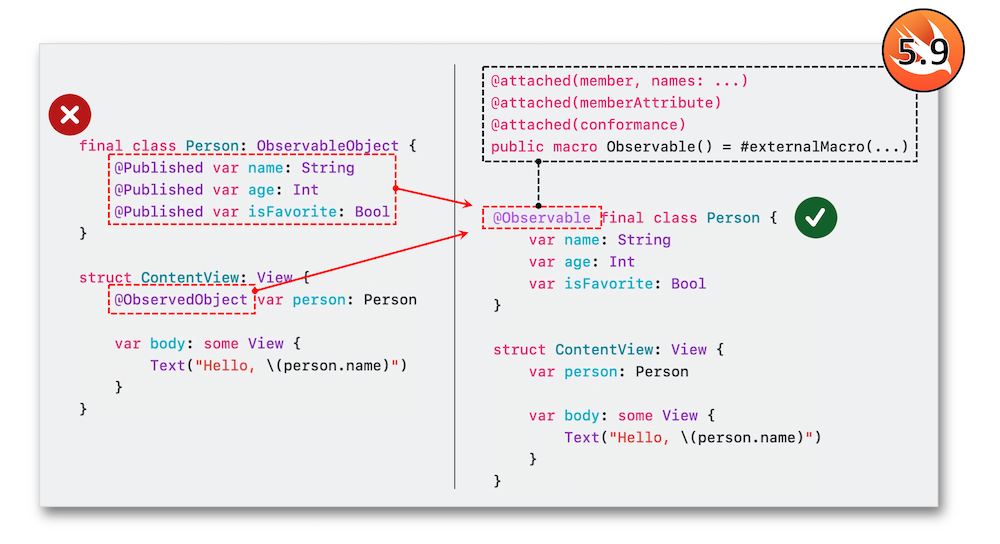 5.9
final class Person: ObservableObject {
    @Published var name: String
    @Published var age: Int
    @Published var isFavorite: Bool
}
struct ContentView: View {
    @ObservedObject var person: Person
    var body: some View {
        Text("Hello, \(person.name)")
    }
}
@attached(member, names: ...)
@attached(memberAttribute)
@attached(conformance)
public macro Observable() = #externalMacro(...)
@Observable final class Person {
    var name: String
    var age: Int
    var isFavorite: Bool
}
struct ContentView: View {
    var person: Person
    var body: some View {
        Text("Hello, \(person.name)")
    }
}